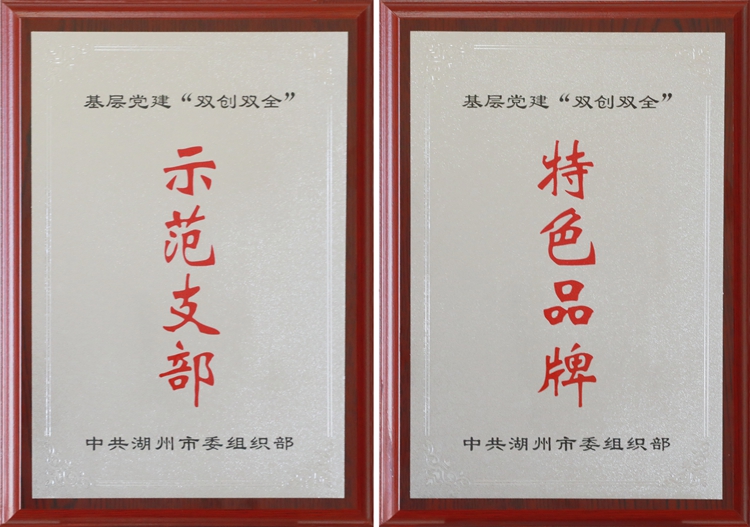 基层党建“双创双全”
示范支部
中共湖州市委组织部
基层党建“双创双全”
特色品牌
中共湖州市委组织部